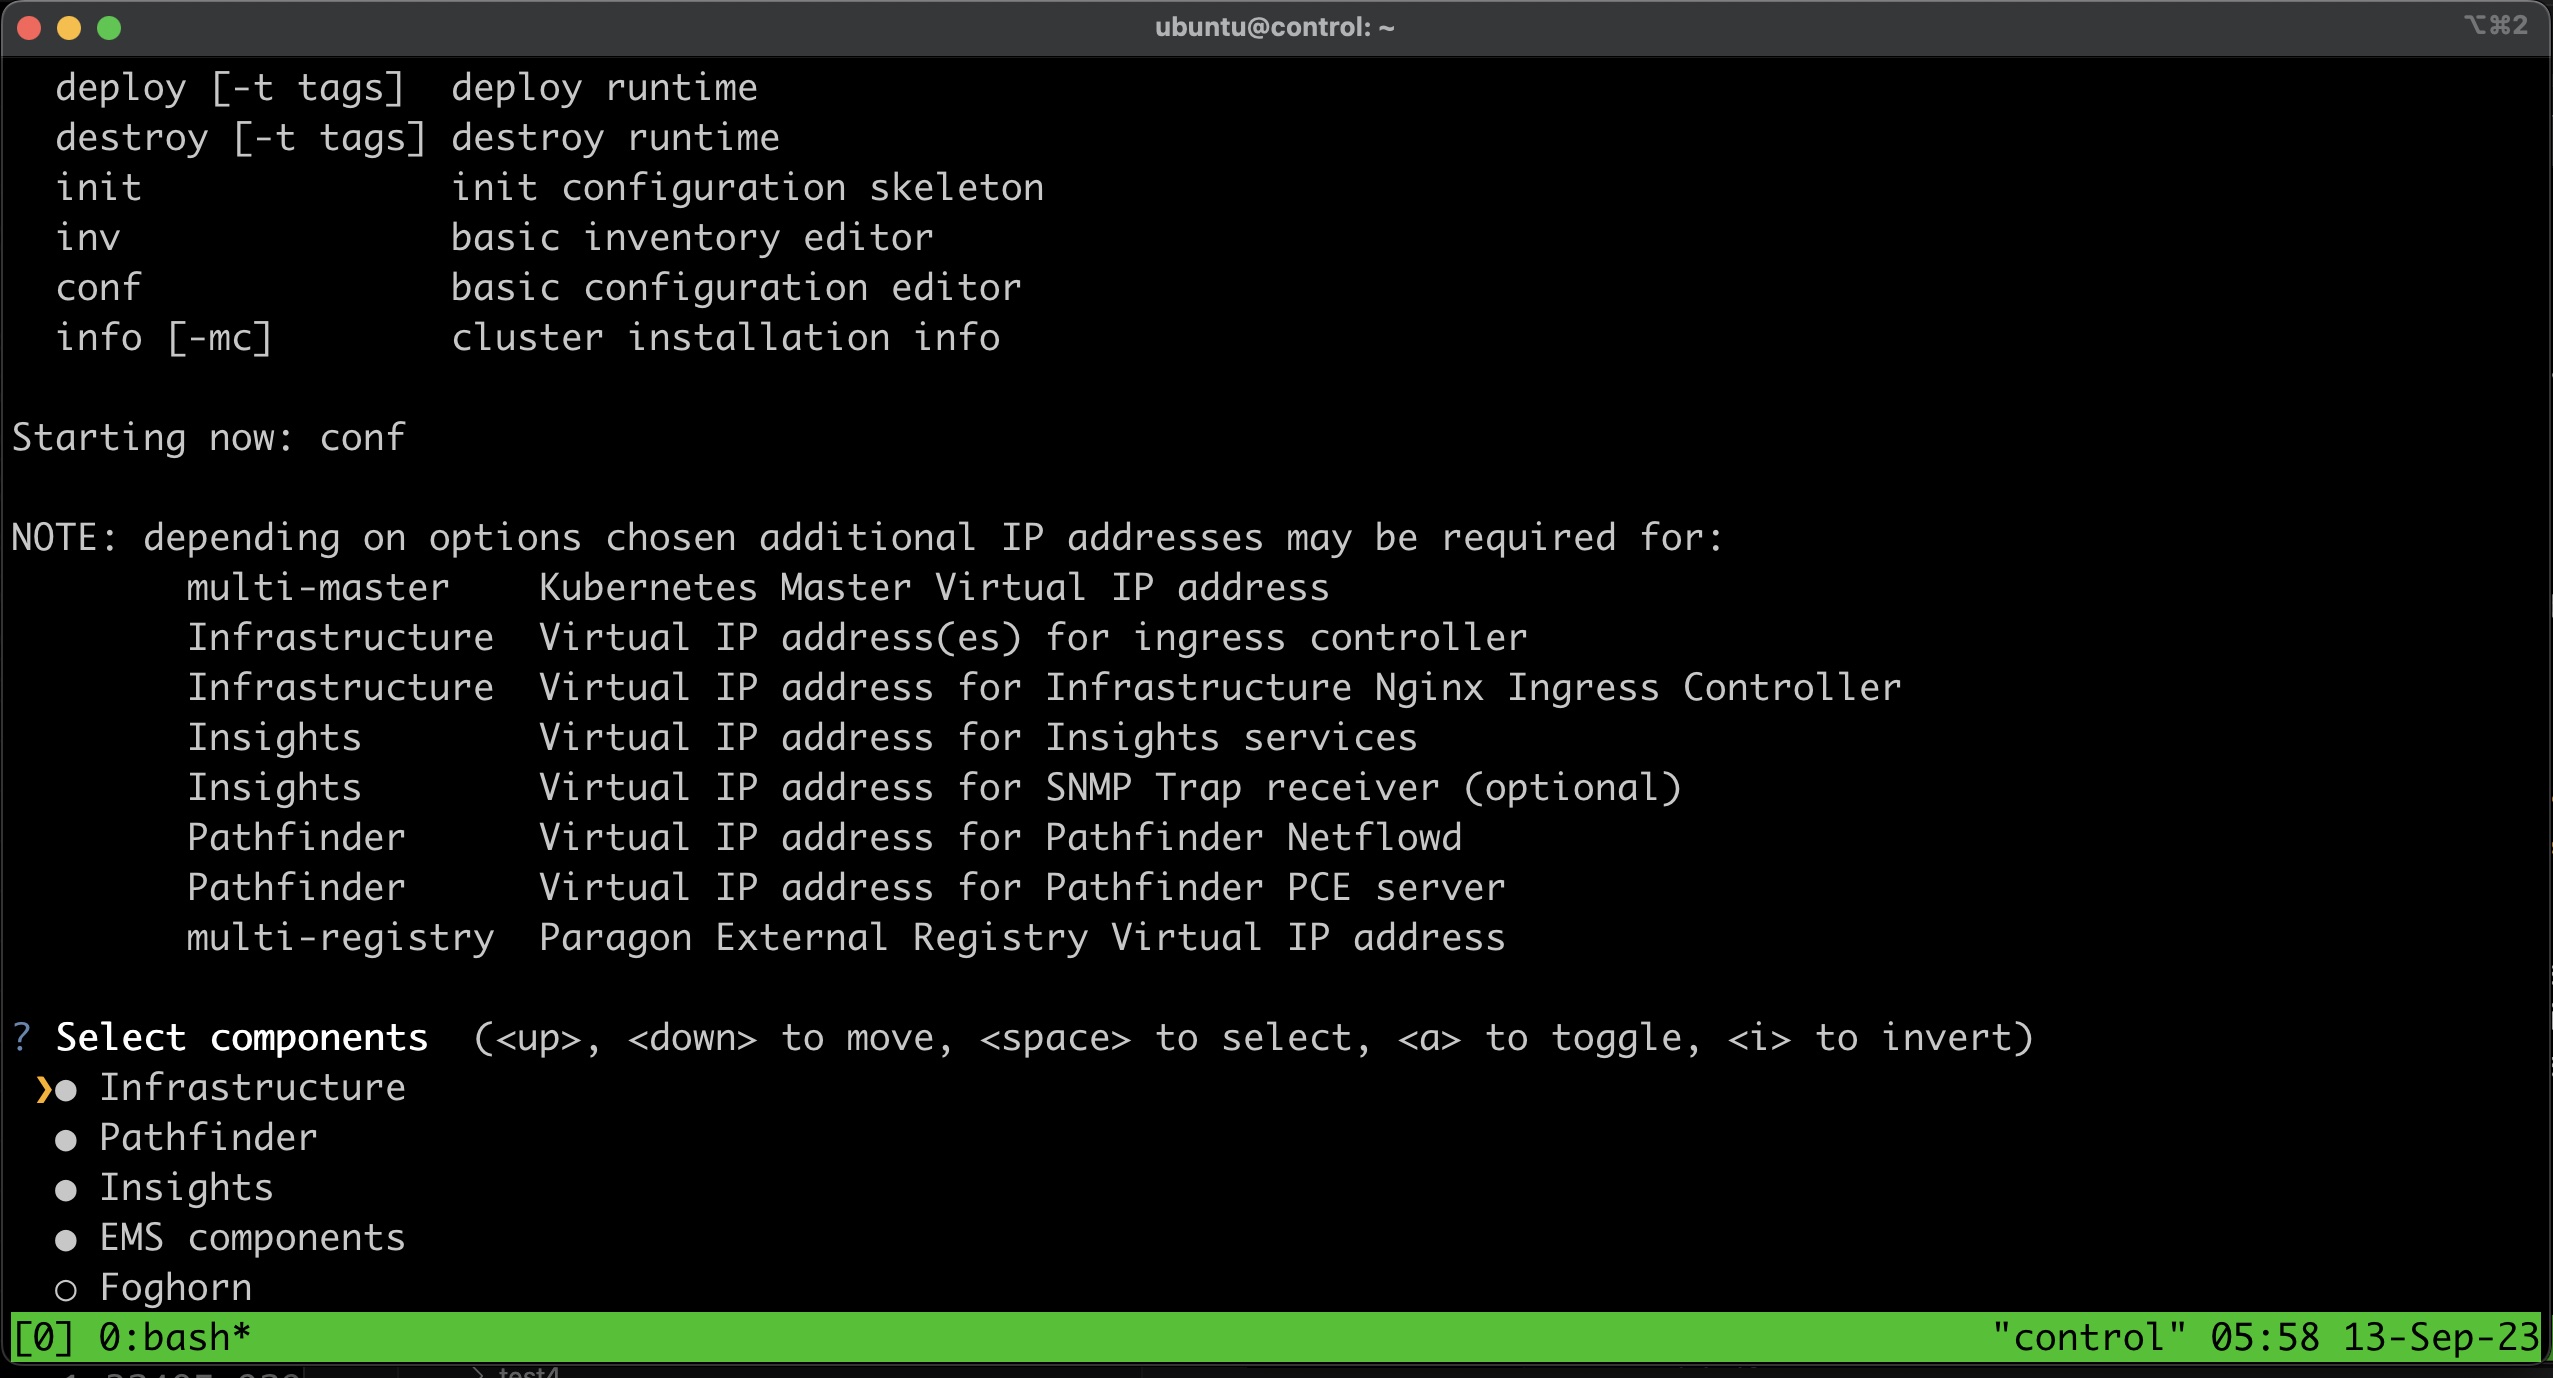 ubuntu@control: ~
⌥⌘2
deploy [-t tags]  deploy runtime
destroy [-t tags] destroy runtime
init              init configuration skeleton
inv               basic inventory editor
conf              basic configuration editor
info [-mc]        cluster installation info
Starting now: conf
NOTE: depending on options chosen additional IP addresses may be required for:
multi-master    Kubernetes Master Virtual IP address
Infrastructure  Virtual IP address(es) for ingress controller
Infrastructure  Virtual IP address for Infrastructure Nginx Ingress Controller
Insights        Virtual IP address for Insights services
Insights        Virtual IP address for SNMP Trap receiver (optional)
Pathfinder      Virtual IP address for Pathfinder Netflowd
Pathfinder      Virtual IP address for Pathfinder PCE server
multi-registry  Paragon External Registry Virtual IP address
? Select components  (<up>, <down> to move, <space> to select, <a> to toggle, <i> to invert)
❯● Infrastructure
● Pathfinder
● Insights
● EMS components
○ Foghorn
[0] 0:bash* "control" 05:58 13-Sep-23